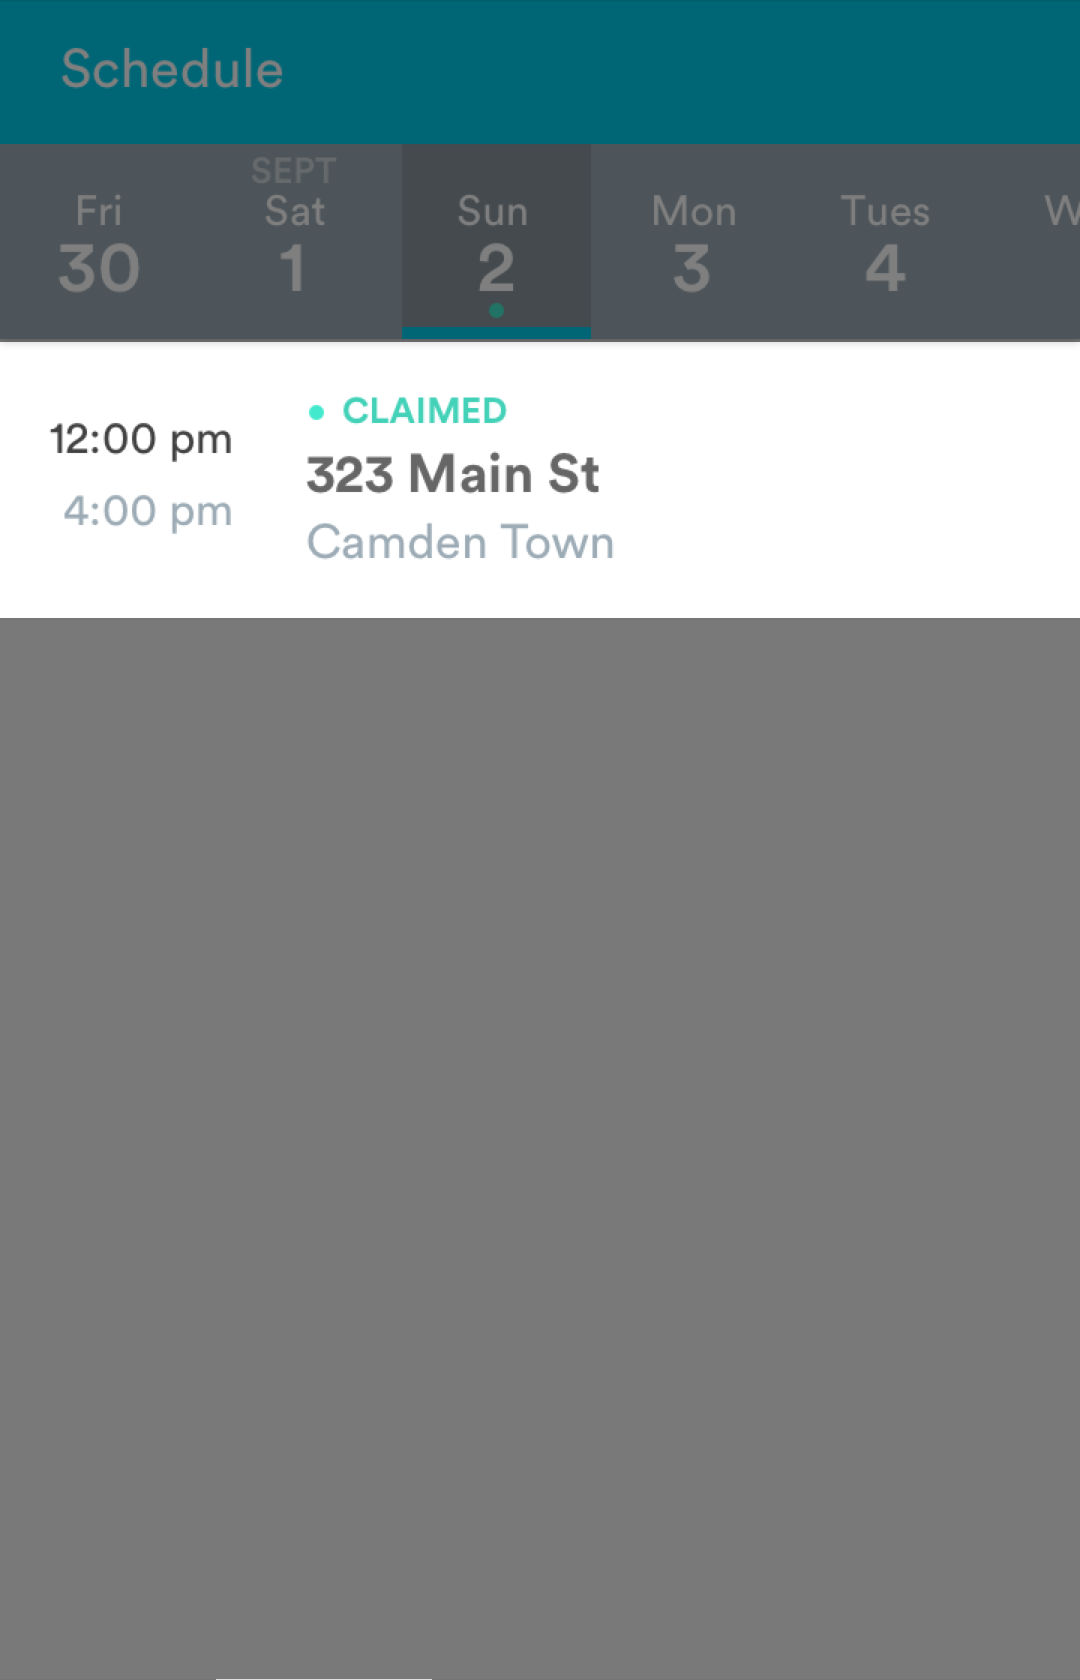 Schedule
SEPT
Fri Sat Sun Mon Tues W
30 1 2 3 4
CLAIMED
12:00 pm
323 Main St
4:00 pm
Camden Town